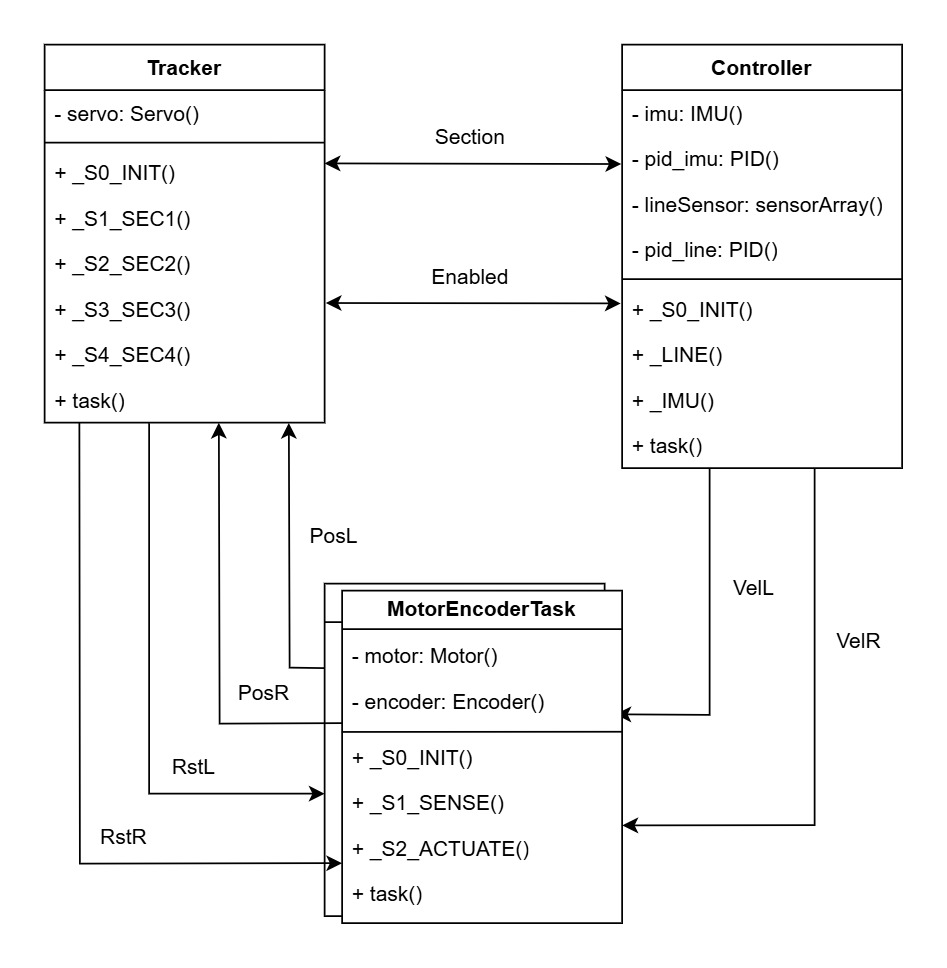 Tracker
- servo: Servo()
+ _S0_INIT()
+ _S1_SEC1()
+ _S2_SEC2()
+ _S3_SEC3()
+ _S4_SEC4()
+ task()
Section
Enabled
Controller
- imu: IMU()
- pid_imu: PID()
- lineSensor: sensorArray()
- pid_line: PID()
+ _S0_INIT()
+ _LINE()
+ _IMU()
+ task()
PosL
PosR
RstL
RstR
VelL
VelR
MotorEncoderTask
- motor: Motor()
- encoder: Encoder()
+ _S0_INIT()
+ _S1_SENSE()
+ _S2_ACTUATE()
+ task()